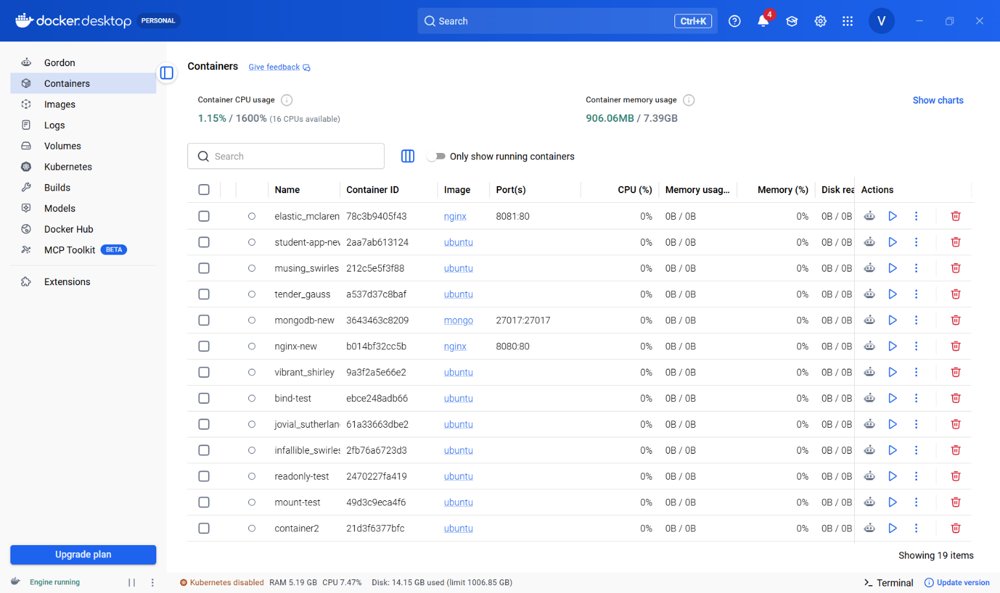 docker.desktop PERSONAL
Search Ctrl+K 4 V
Gordon
Containers
Images
Logs
Volumes
Kubernetes
Builds
Models
Docker Hub
MCP Toolkit BETA
Extensions
Upgrade plan
Containers Give feedback
Container CPU usage
1.15% / 1600% (16 CPUs available)
Container memory usage
906.06MB / 7.39GB
Show charts
Search Only show running containers
Name Container ID Image Port(s) CPU (%) Memory usag... Memory (%) Disk rea Actions
elastic_mclaren 78c3b9405f43 nginx 8081:80 0% 0B / 0B 0% 0B / 0B
student-app-nev 2aa7ab613124 ubuntu 0% 0B / 0B 0% 0B / 0B
musing_swirles 212c5e5f3f88 ubuntu 0% 0B / 0B 0% 0B / 0B
tender_gauss a537d37c8baf ubuntu 0% 0B / 0B 0% 0B / 0B
mongodb-new 3643463c8209 mongo 27017:27017 0% 0B / 0B 0% 0B / 0B
nginx-new b014bf32cc5b nginx 8080:80 0% 0B / 0B 0% 0B / 0B
vibrant_shirley 9a3f2a5e66e2 ubuntu 0% 0B / 0B 0% 0B / 0B
bind-test ebce248adb66 ubuntu 0% 0B / 0B 0% 0B / 0B
jovial_sutherlan 61a33663dbe2 ubuntu 0% 0B / 0B 0% 0B / 0B
infallible_swirles 2fb76a6723d3 ubuntu 0% 0B / 0B 0% 0B / 0B
readonly-test 2470227fa419 ubuntu 0% 0B / 0B 0% 0B / 0B
mount-test 49d3c9eca4f6 ubuntu 0% 0B / 0B 0% 0B / 0B
container2 21d3f6377bfc ubuntu 0% 0B / 0B 0% 0B / 0B
Showing 19 items
Engine running Kubernetes disabled RAM 5.19 GB CPU 7.47% Disk: 14.15 GB used (limit 1006.85 GB) Terminal Update version